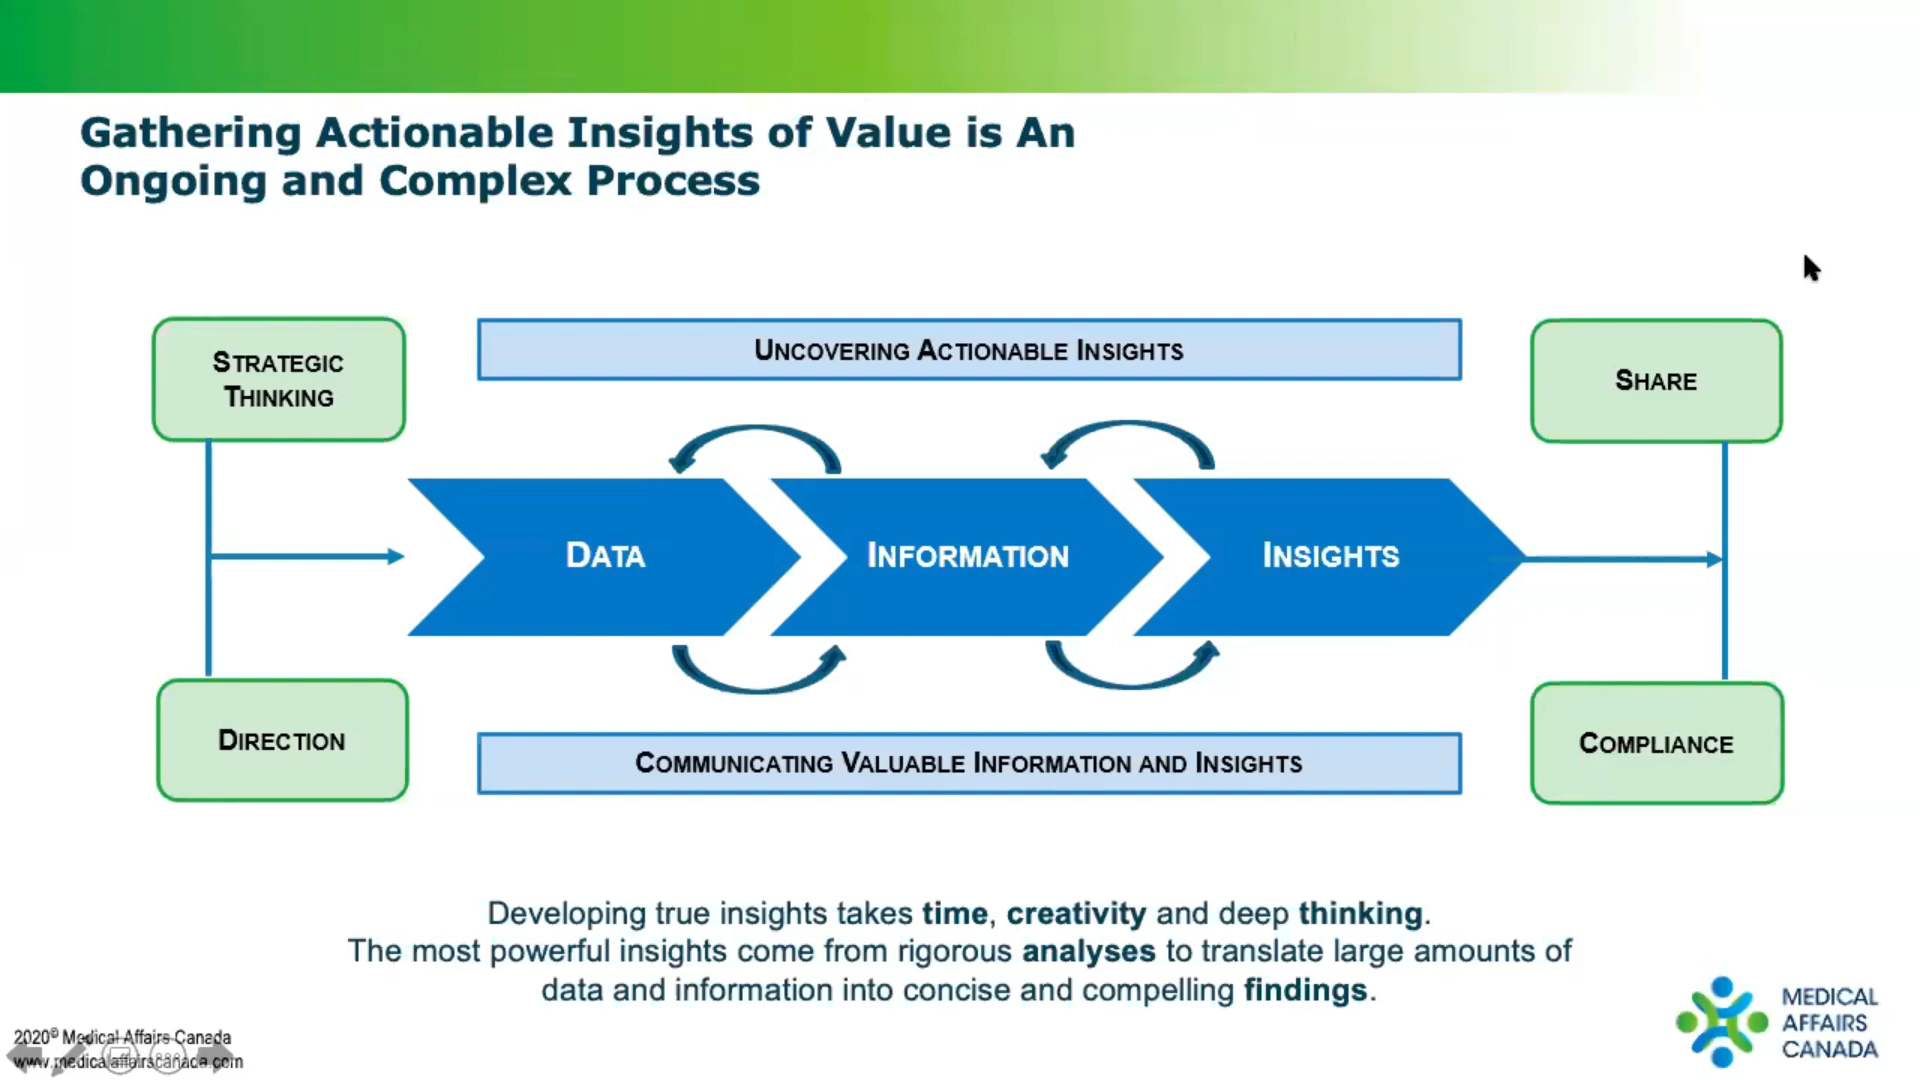 Gathering Actionable Insights of Value is An
Ongoing and Complex Process
STRATEGIC
THINKING
UNCOVERING ACTIONABLE INSIGHTS
SHARE
DATA
INFORMATION
INSIGHTS
DIRECTION
COMMUNICATING VALUABLE INFORMATION AND INSIGHTS
COMPLIANCE
Developing true insights takes time, creativity and deep thinking.
The most powerful insights come from rigorous analyses to translate large amounts of
data and information into concise and compelling findings.
2020© Medical Affairs Canada
www.medicalaffairscanada.com
MEDICAL
AFFAIRS
CANADA